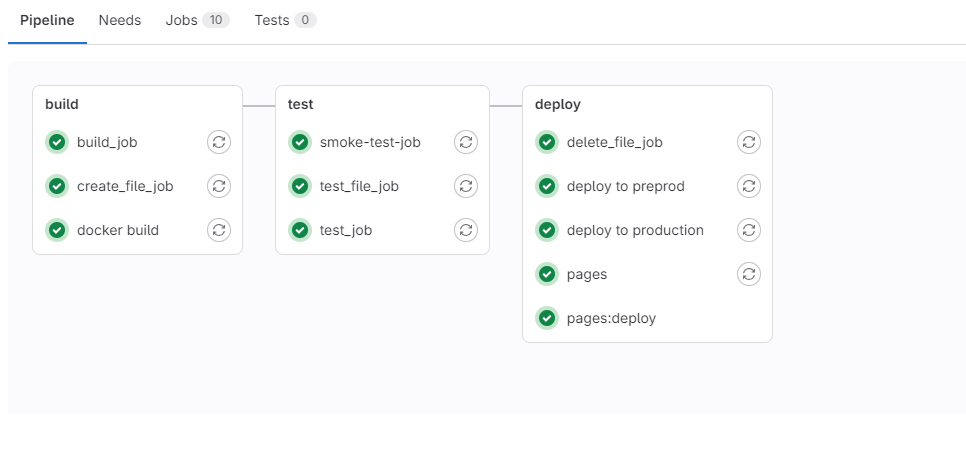 Pipeline Needs Jobs 10 Tests 0
build
build_job
create_file_job
docker build
test
smoke-test-job
test_file_job
test_job
deploy
delete_file_job
deploy to preprod
deploy to production
pages
pages:deploy